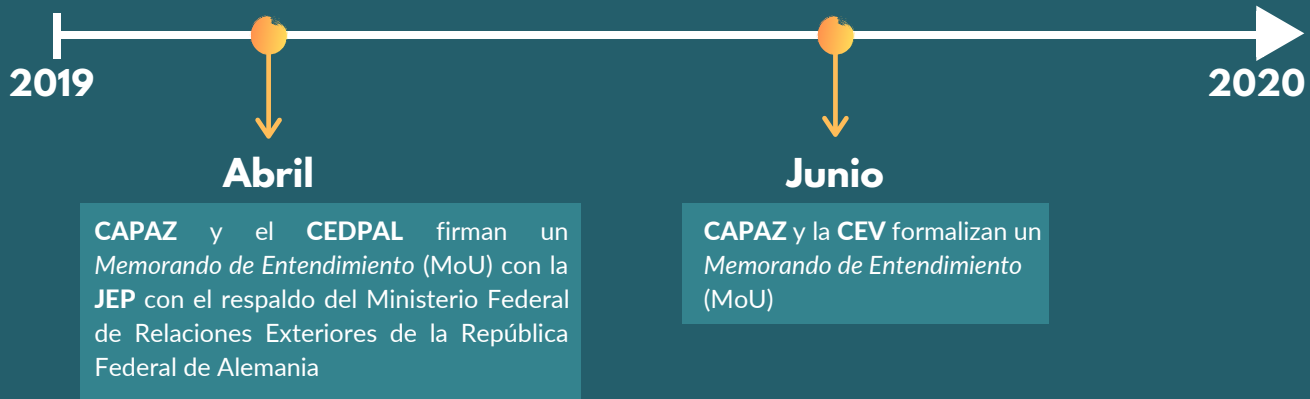 2019
2020
Abril
CAPAZ y el CEDPAL firman un
Memorando de Entendimiento (MoU) con la
JEP con el respaldo del Ministerio Federal
de Relaciones Exteriores de la República
Federal de Alemania
Junio
CAPAZ y la CEV formalizan un
Memorando de Entendimiento
(MoU)